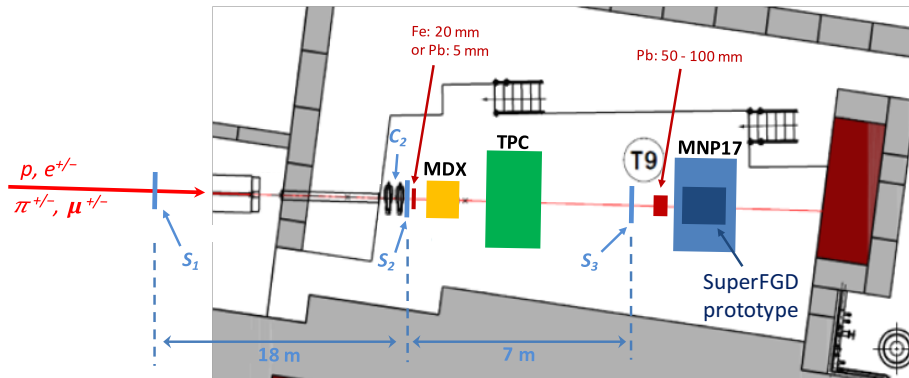 Fe: 20 mm
or Pb: 5 mm
Pb: 50 - 100 mm
C2
TPC
MNP17
MDX
T9
p, e+/–
π+/–, μ+/–
S1
S2
S3
SuperFGD
prototype
18 m
7 m